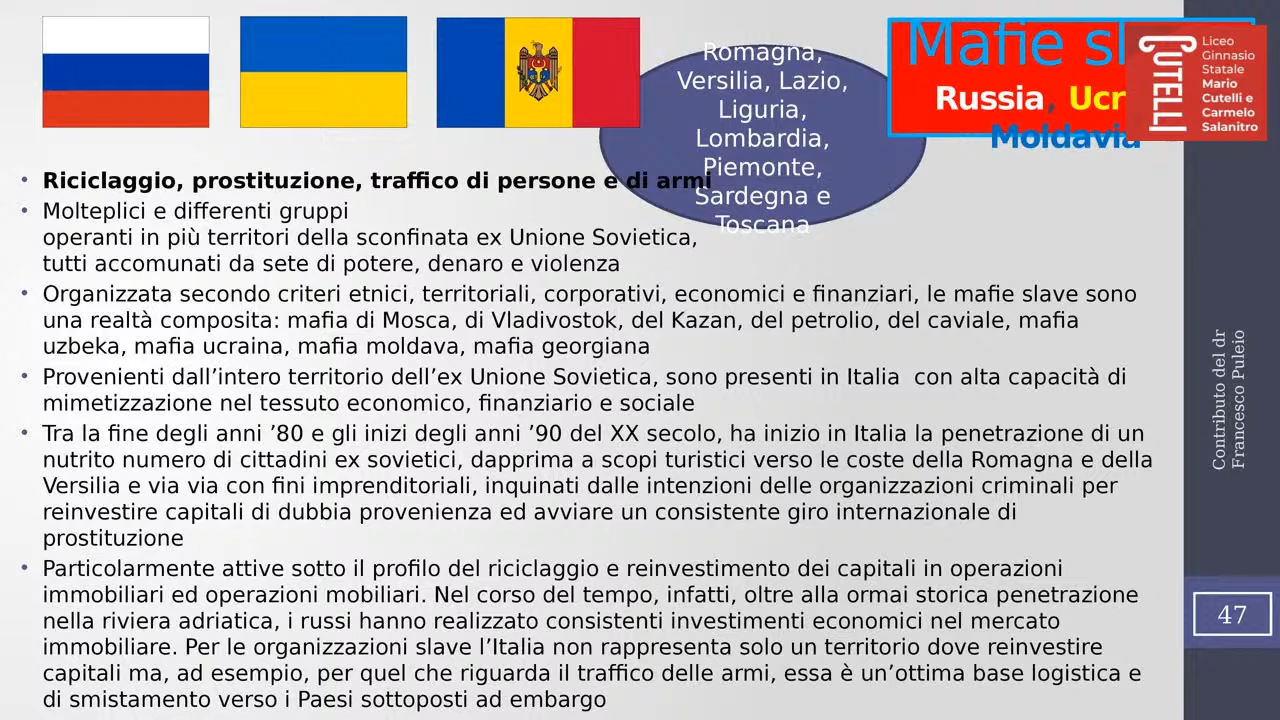 Romagna,
Versilia, Lazio,
Liguria,
Lombardia,
Piemonte,
Sardegna e
Toscana
Mafie
Russia,
Moldavia
Liceo
Ginnasio
Statale
Mario
Cutelli e
Carmelo
Salanitro
CUTELLI
• Riciclaggio, prostituzione, traffico di persone e di armi
• Molteplici e differenti gruppi
operanti in più territori della sconfinata ex Unione Sovietica,
tutti accomunati da sete di potere, denaro e violenza
• Organizzata secondo criteri etnici, territoriali, corporativi, economici e finanziari, le mafie slave sono
una realtà composita: mafia di Mosca, di Vladivostok, del Kazan, del petrolio, del caviale, mafia
uzbeka, mafia ucraina, mafia moldava, mafia georgiana
• Provenienti dall’intero territorio dell’ex Unione Sovietica, sono presenti in Italia  con alta capacità di
mimetizzazione nel tessuto economico, finanziario e sociale
• Tra la fine degli anni ’80 e gli inizi degli anni ’90 del XX secolo, ha inizio in Italia la penetrazione di un
nutrito numero di cittadini ex sovietici, dapprima a scopi turistici verso le coste della Romagna e della
Versilia e via via con fini imprenditoriali, inquinati dalle intenzioni delle organizzazioni criminali per
reinvestire capitali di dubbia provenienza ed avviare un consistente giro internazionale di
prostituzione
• Particolarmente attive sotto il profilo del riciclaggio e reinvestimento dei capitali in operazioni
immobiliari ed operazioni mobiliari. Nel corso del tempo, infatti, oltre alla ormai storica penetrazione
nella riviera adriatica, i russi hanno realizzato consistenti investimenti economici nel mercato
immobiliare. Per le organizzazioni slave l’Italia non rappresenta solo un territorio dove reinvestire
capitali ma, ad esempio, per quel che riguarda il traffico delle armi, essa è un’ottima base logistica e
di smistamento verso i Paesi sottoposti ad embargo
Contributo del dr
Francesco Puleio
47